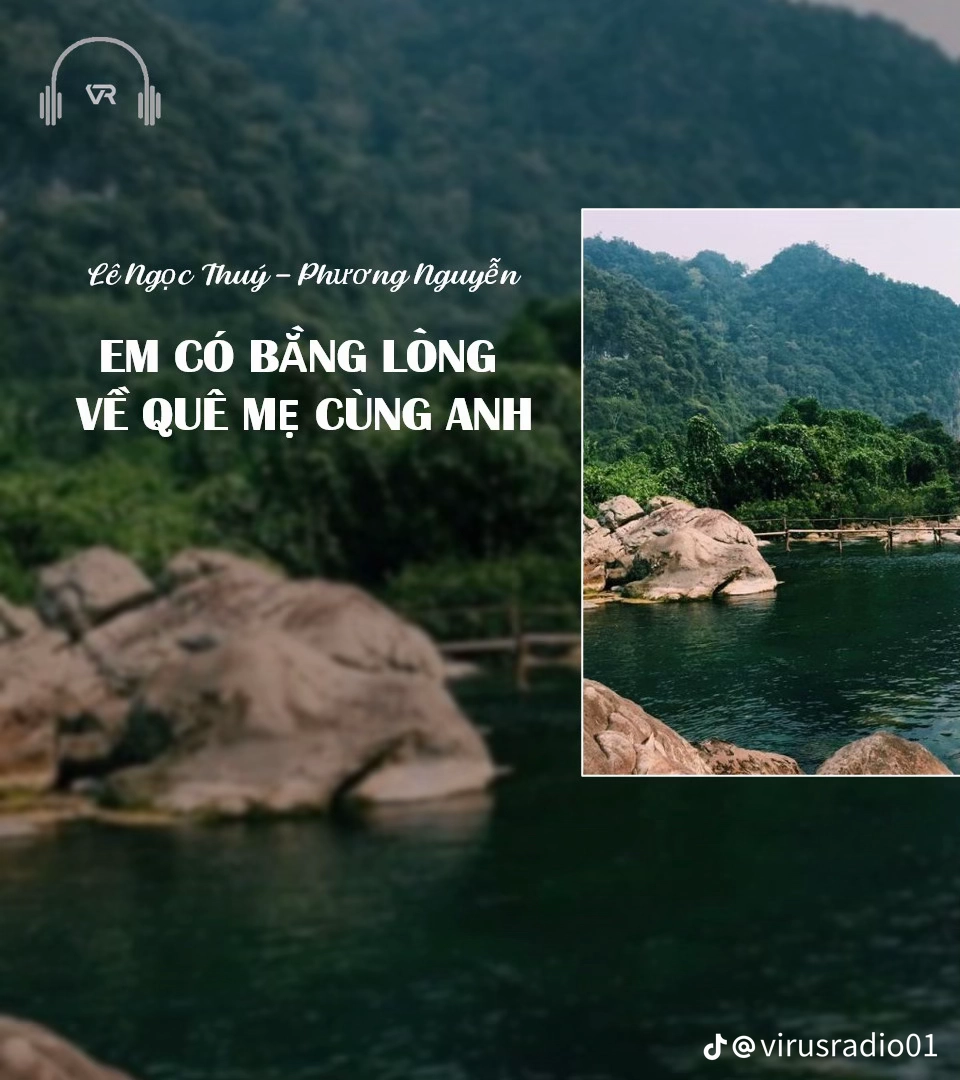 VR
Lê Ngọc Thuý – Phương Nguyễn
EM CÓ BẰNG LÒNG
VỀ QUÊ MẸ CÙNG ANH
@virusradio01